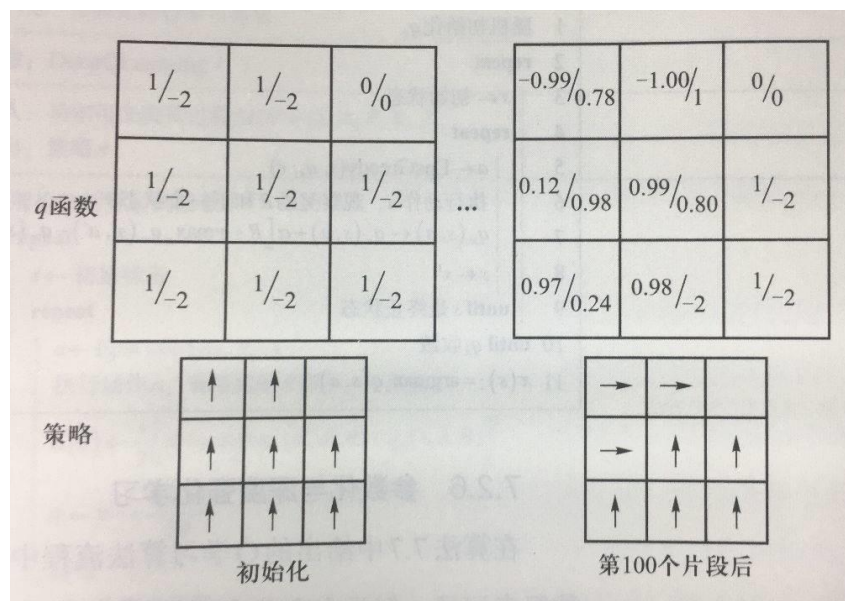 1/-2 1/-2 0/0
1/-2 1/-2 1/-2
1/-2 1/-2 1/-2
q函数
...
-0.99/0.78 -1.00/1 0/0
0.12/0.98 0.99/0.80 1/-2
0.97/0.24 0.98/-2 1/-2
↑ ↑
↑ ↑ ↑
↑ ↑ ↑
策略
→ →
→ ↑ ↑
↑ ↑ ↑
初始化
第100个片段后